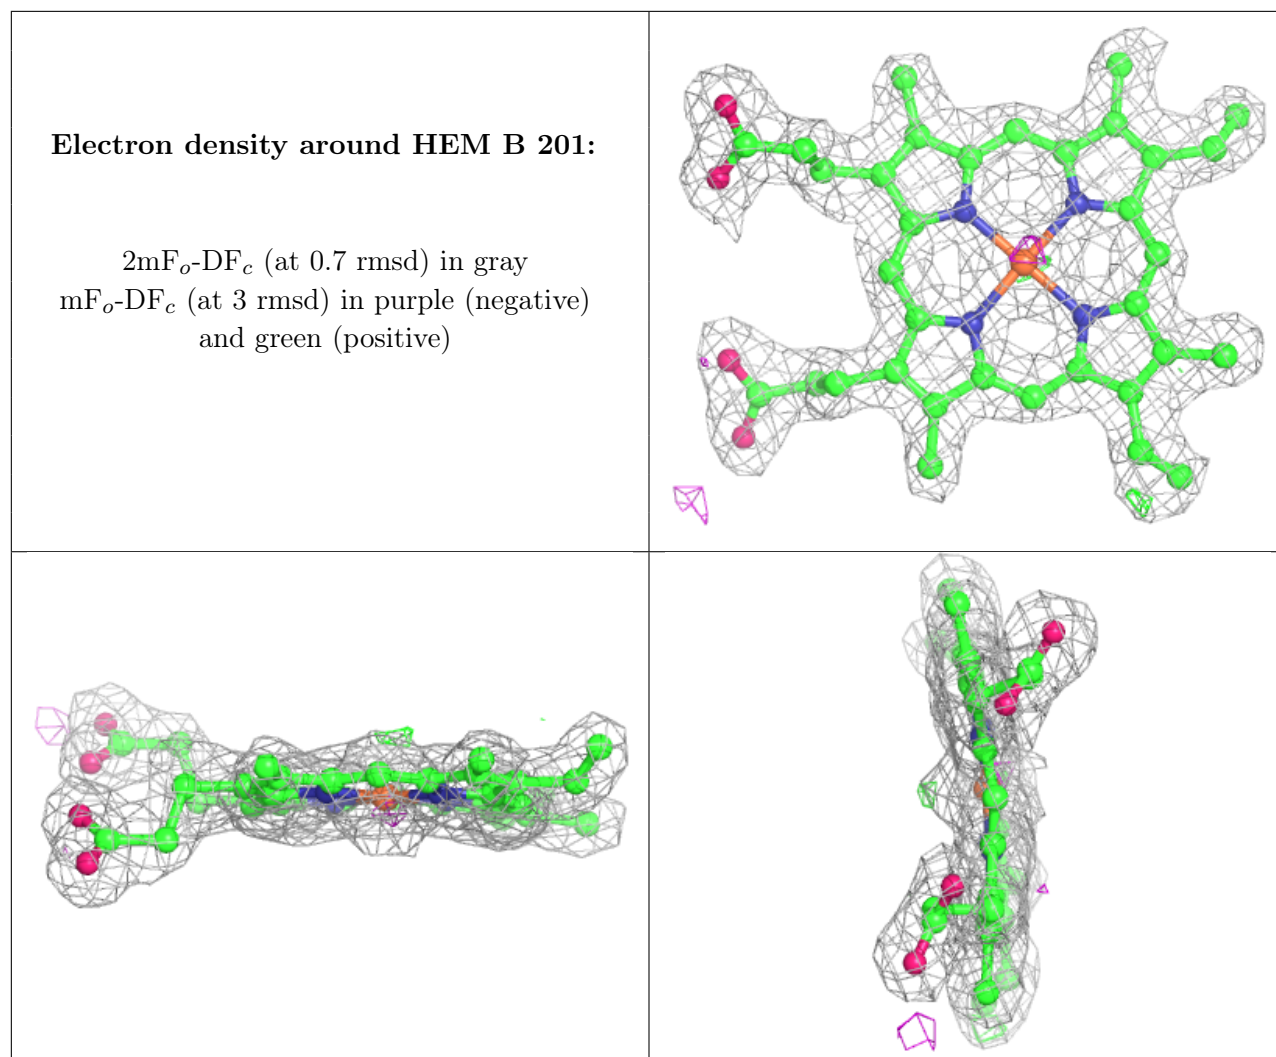 Electron density around HEM B 201:
2mFo-DFc (at 0.7 rmsd) in gray
mFo-DFc (at 3 rmsd) in purple (negative)
and green (positive)